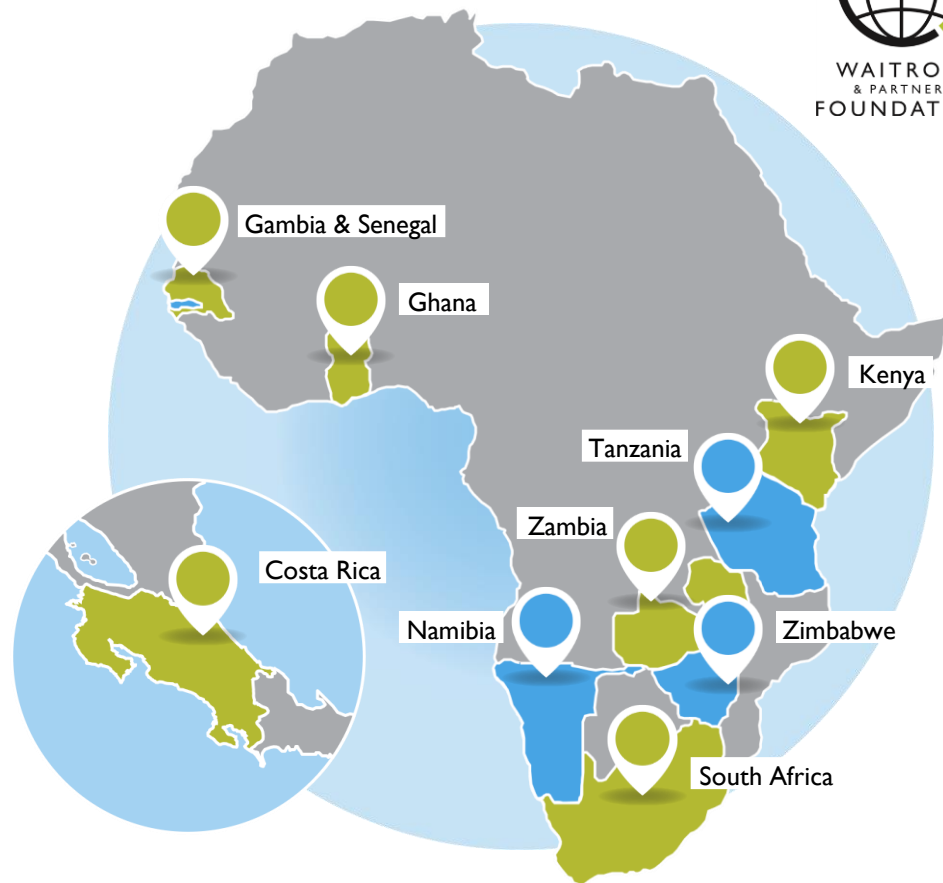 WAITRO
& PARTNER
FOUNDAT
Gambia & Senegal
Ghana
Kenya
Tanzania
Zambia
Costa Rica
Namibia
Zimbabwe
South Africa